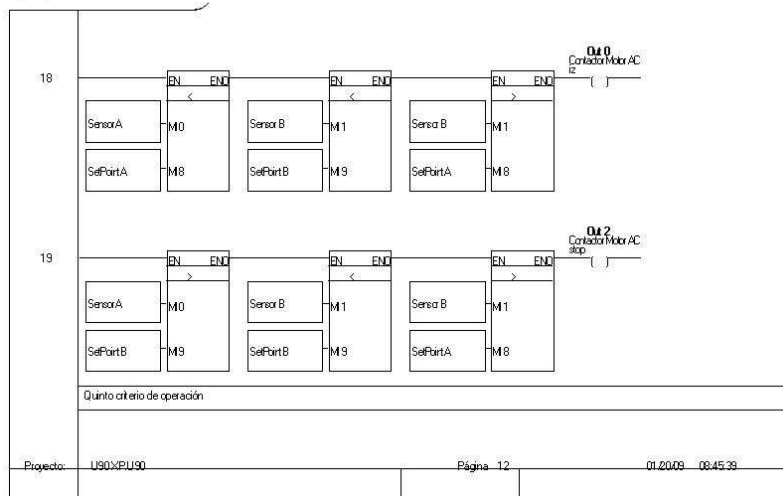 Out 0
Contactor Motor AC
iz
18
EN ENO EN ENO EN ENO
< < >
SensorA MI0 Sensor B MI1 Sensor B MI1
SetPointA MI8 SetPointB MI9 SetPointA MI8
Out 2
Contactor Motor AC
stop
19
EN ENO EN ENO EN ENO
> < >
SensorA MI0 Sensor B MI1 Sensor B MI1
SetPointB MI9 SetPointB MI9 SetPointA MI8
Quinto criterio de operación
Proyecto: U90XP.U90 Página 12 01/20/09 08:45:39